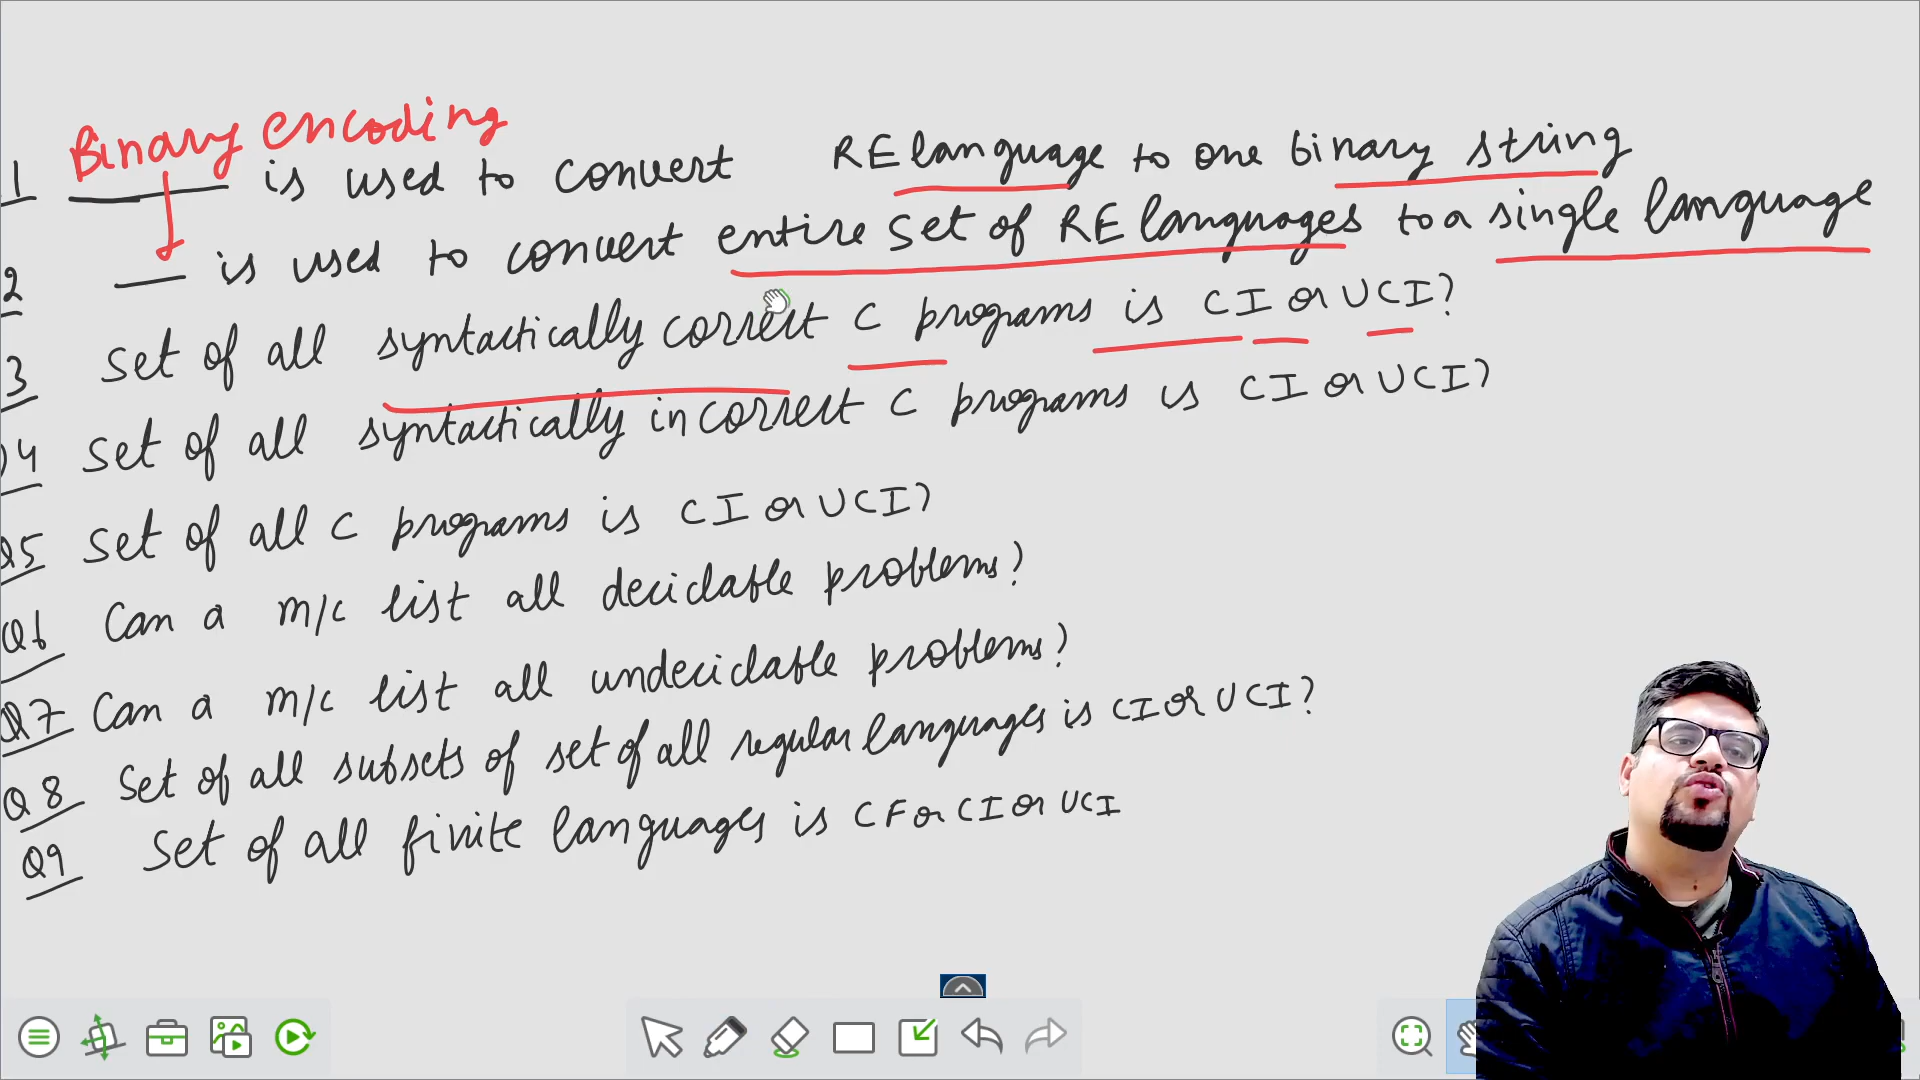 Binary encoding
1 ____ is used to convert RE language to one binary string
2 ____ is used to convert entire set of RE languages to a single language
3 Set of all syntactically correct C programs is CI or UCI?
Q4 Set of all syntactically incorrect C programs is CI or UCI?
Q5 Set of all C programs is CI or UCI?
Q6 Can a m/c list all decidable problems?
Q7 Can a m/c list all undecidable problems?
Q8 Set of all subsets of set of all regular languages is CI or UCI?
Q9 Set of all finite languages is CF or CI or UCI